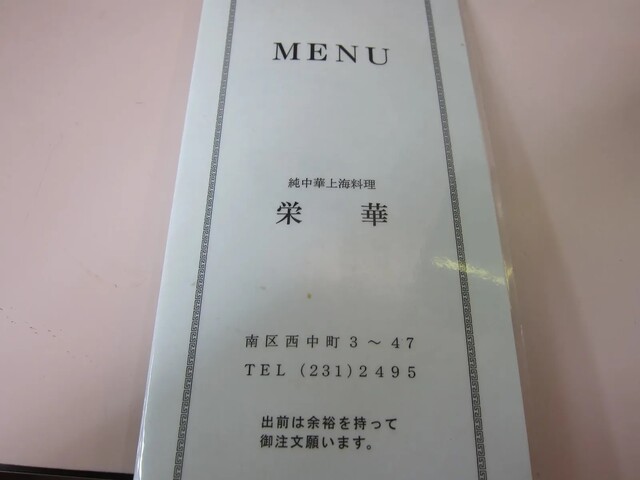 MENU
純中華上海料理
栄 華
南区西中町3～47
TEL (231)2495
出前は余裕を持って
御注文願います。